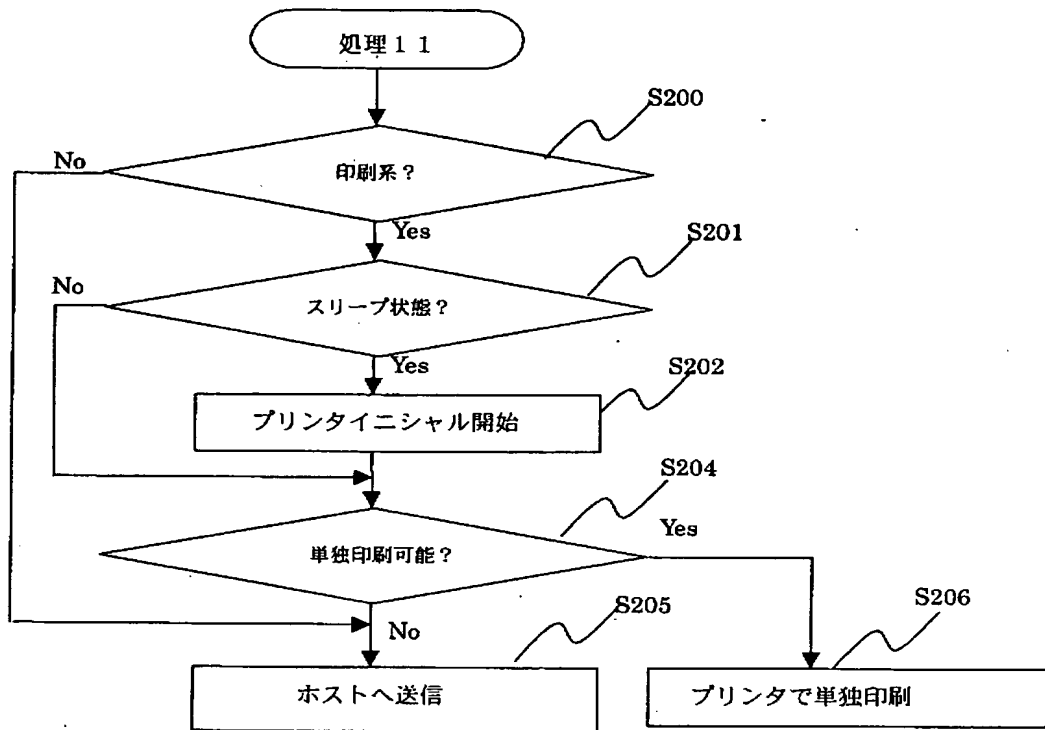 処理11
S200
印刷系?
No
Yes
S201
スリープ状態?
No
Yes
S202
プリンタイニシャル開始
S204
単独印刷可能?
Yes
No
S205
S206
ホストへ送信
プリンタで単独印刷